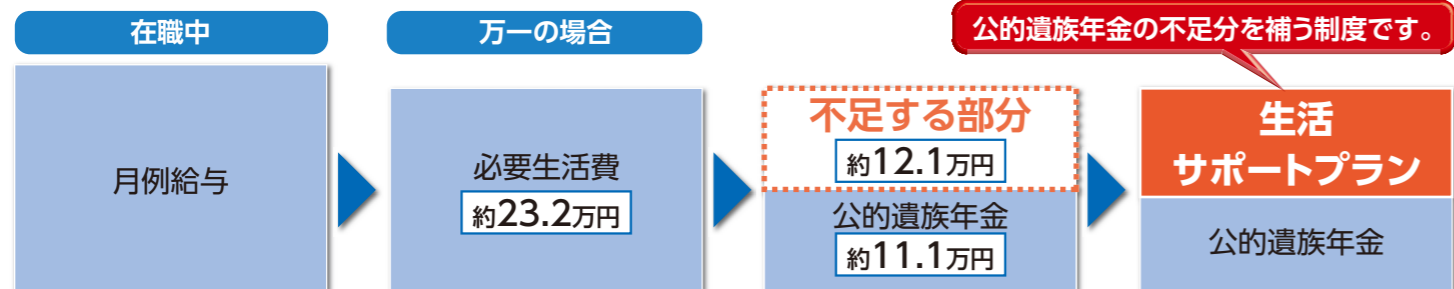 在職中
万一の場合
公的遺族年金の不足分を補う制度です。
月例給与
必要生活費
約23.2万円
不足する部分
約12.1万円
公的遺族年金
約11.1万円
生活
サポートプラン
公的遺族年金